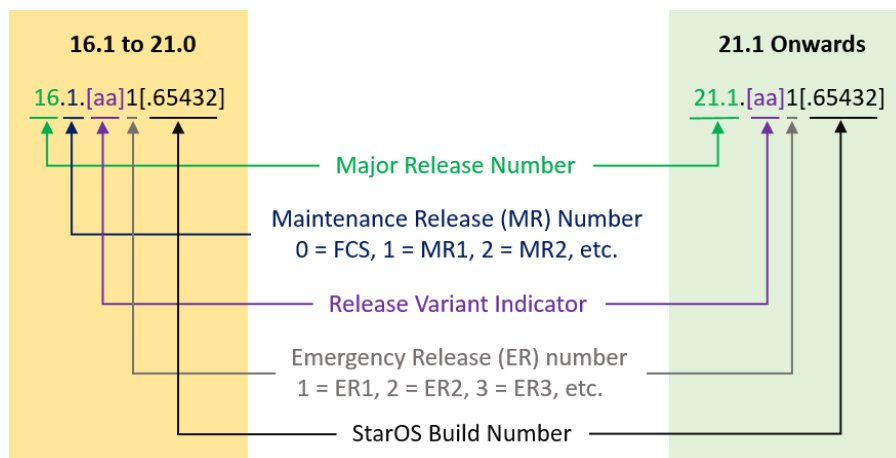 16.1 to 21.0
21.1 Onwards
16.1.[aa]1[.65432]
21.1.[aa]1[.65432]
Major Release Number
Maintenance Release (MR) Number
0 = FCS, 1 = MR1, 2 = MR2, etc.
Release Variant Indicator
Emergency Release (ER) number
1 = ER1, 2 = ER2, 3 = ER3, etc.
StarOS Build Number